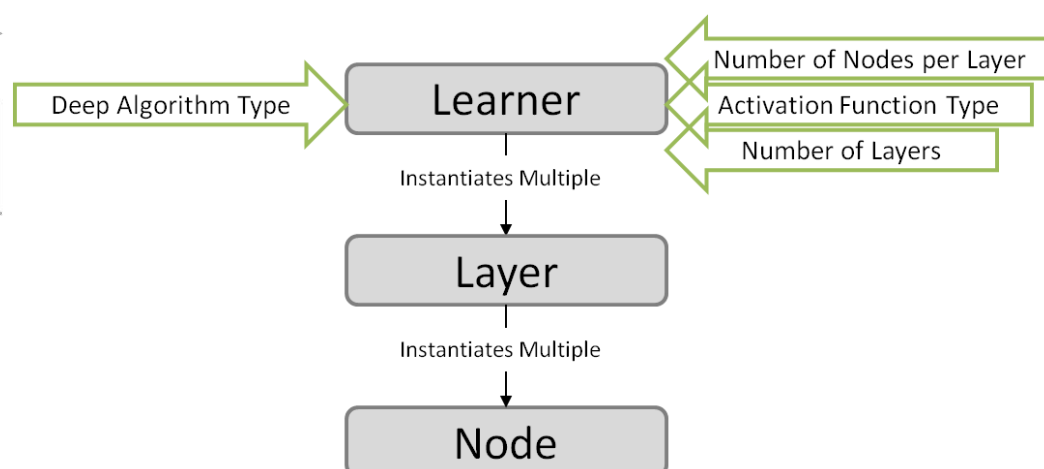 Number of Nodes per Layer
Deep Algorithm Type
Learner
Activation Function Type
Number of Layers
Instantiates Multiple
Layer
Instantiates Multiple
Node